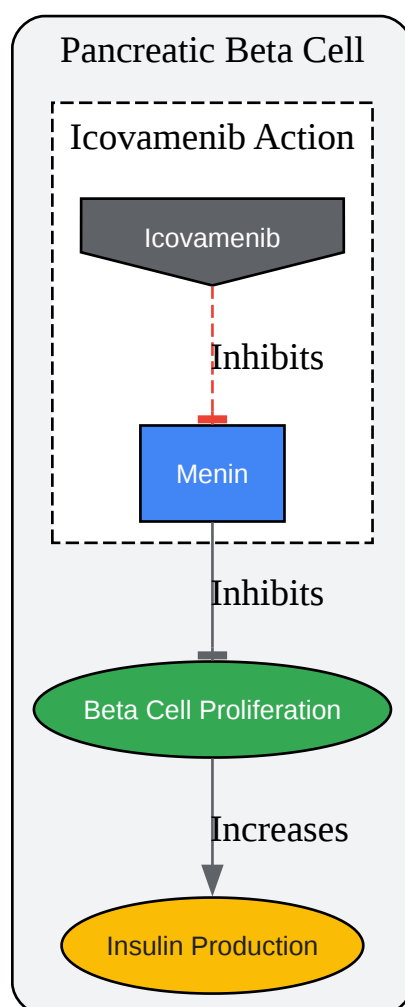 Pancreatic Beta Cell
Icovamenib Action
Icovamenib
Inhibits
Menin
Inhibits
Beta Cell Proliferation
Increases
Insulin Production